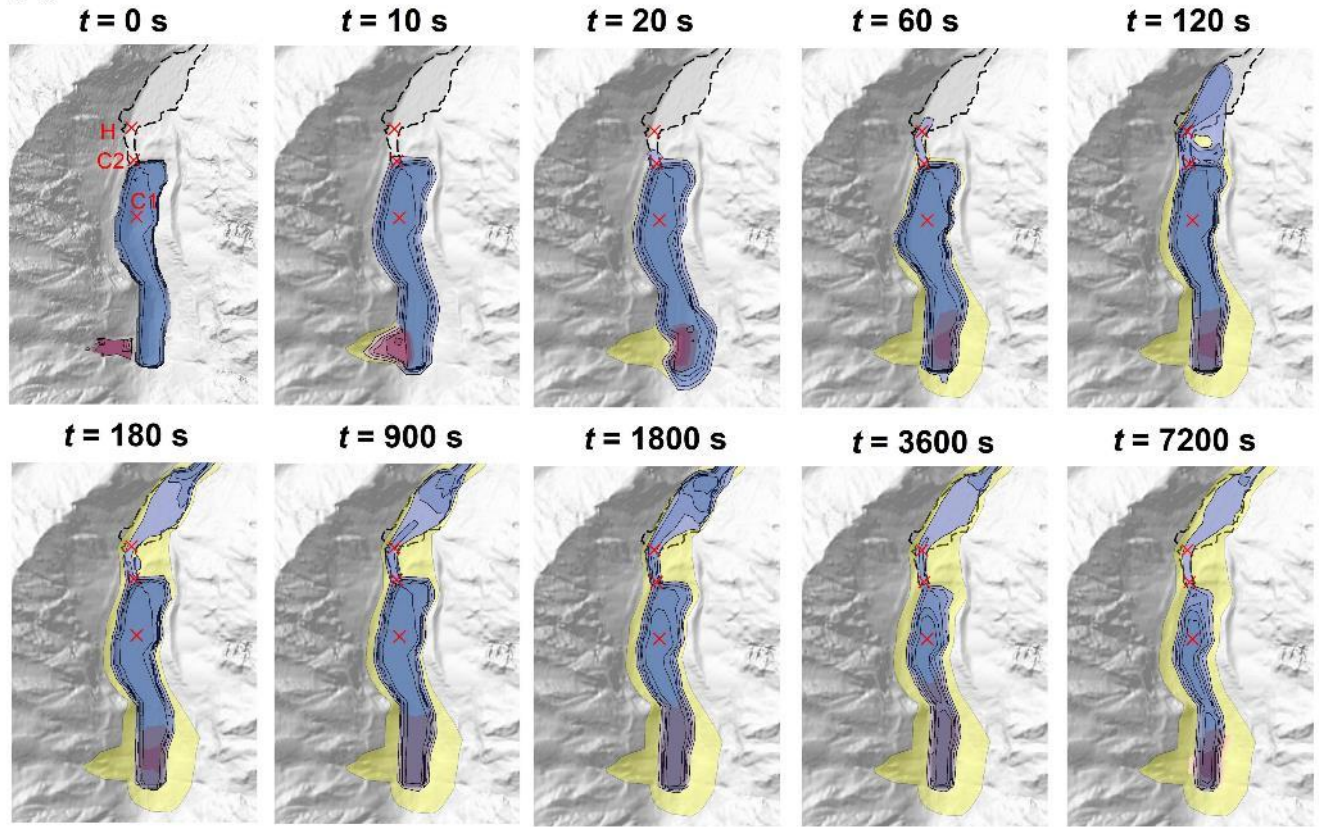 t = 0 s
t = 10 s
t = 20 s
t = 60 s
t = 120 s
H
C2
C1
t = 180 s
t = 900 s
t = 1800 s
t = 3600 s
t = 7200 s